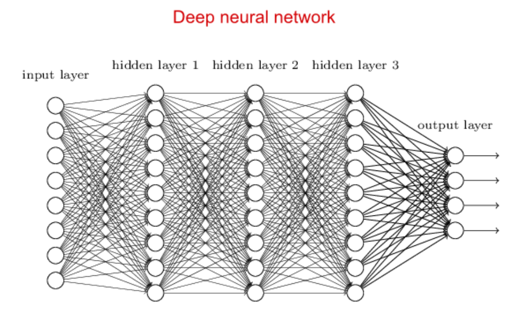 Deep neural network
input layer
hidden layer 1
hidden layer 2
hidden layer 3
output layer